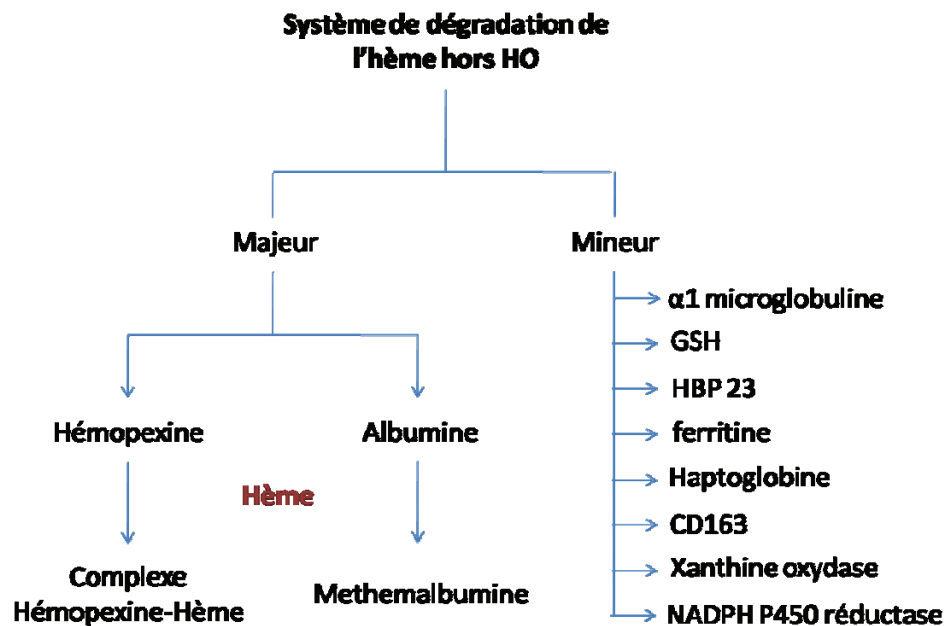 Système de dégradation de
l'hème hors HO
Majeur
Mineur
Hémopexine
Albumine
Hème
Complexe
Hémopexine-Hème
Methemalbumine
α1 microglobuline
GSH
HBP 23
ferritine
Haptoglobine
CD163
Xanthine oxydase
NADPH P450 réductase